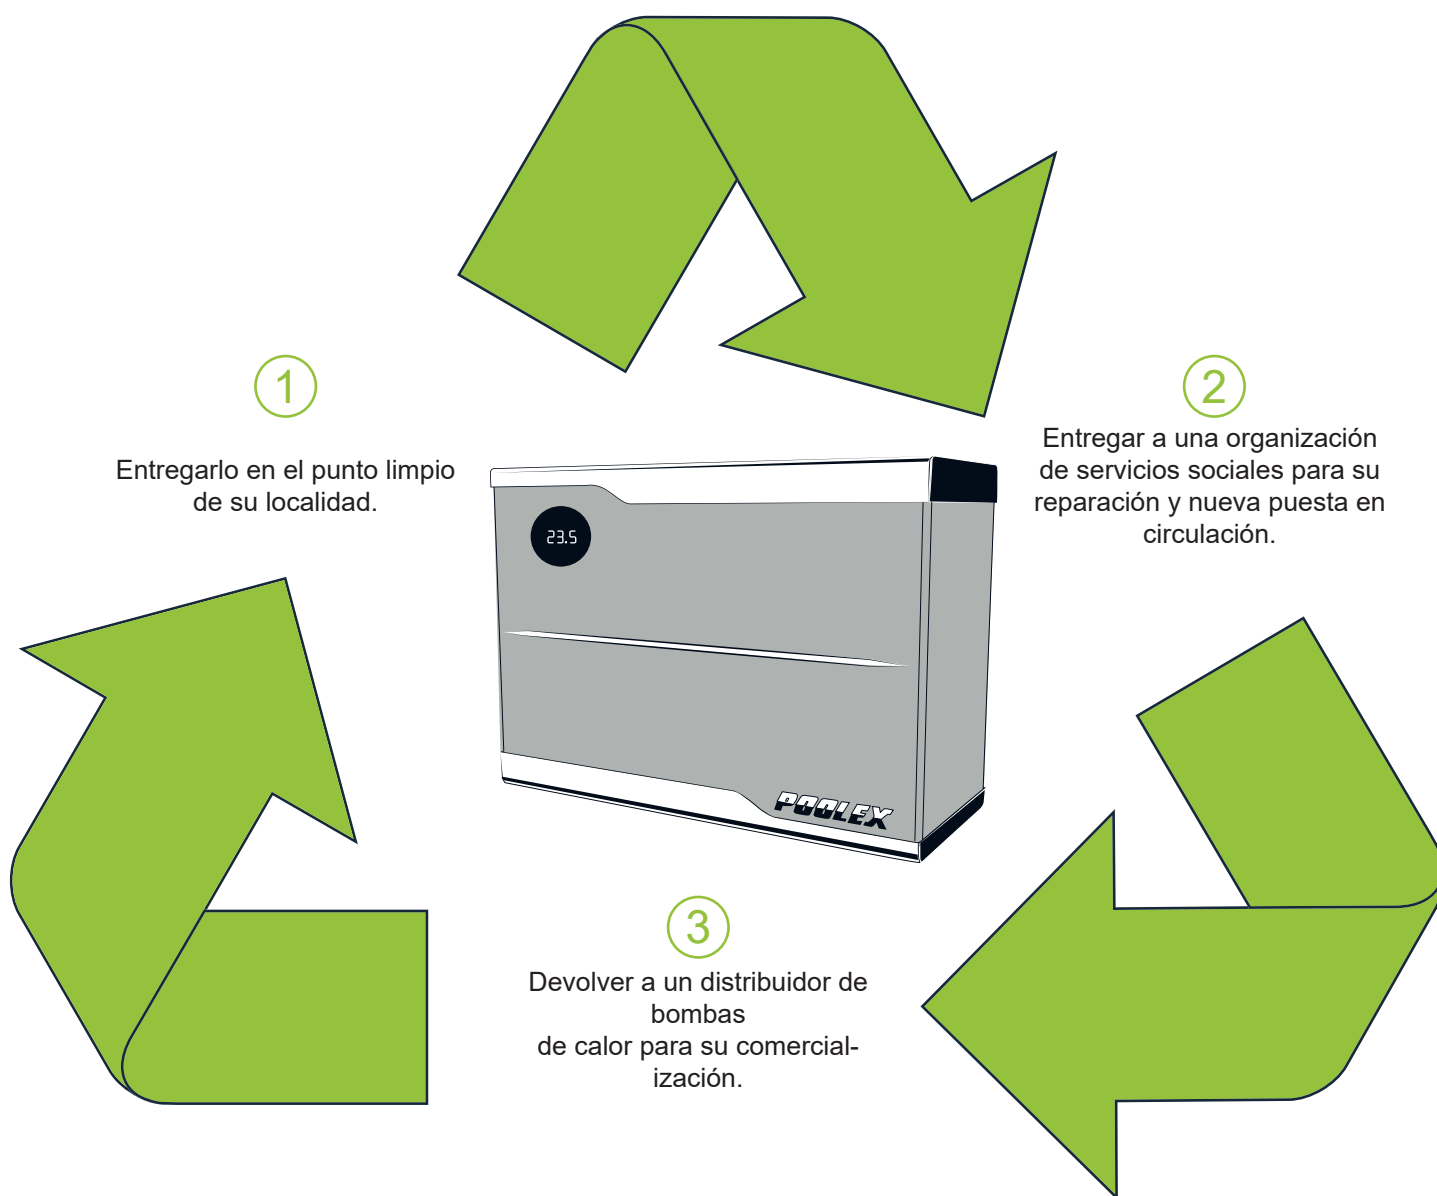 1
Entregarlo en el punto limpio
de su localidad.
2
Entregar a una organización
de servicios sociales para su
reparación y nueva puesta en
circulación.
23.5
POOLEX
3
Devolver a un distribuidor de
bombas
de calor para su comercial-
ización.